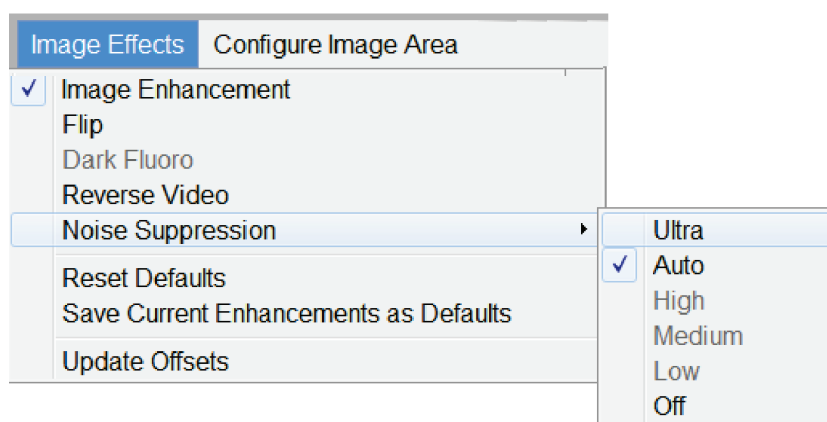 Image Effects Configure Image Area
Image Enhancement
Flip
Dark Fluoro
Reverse Video
Noise Suppression
Reset Defaults
Save Current Enhancements as Defaults
Update Offsets
Ultra
Auto
High
Medium
Low
Off